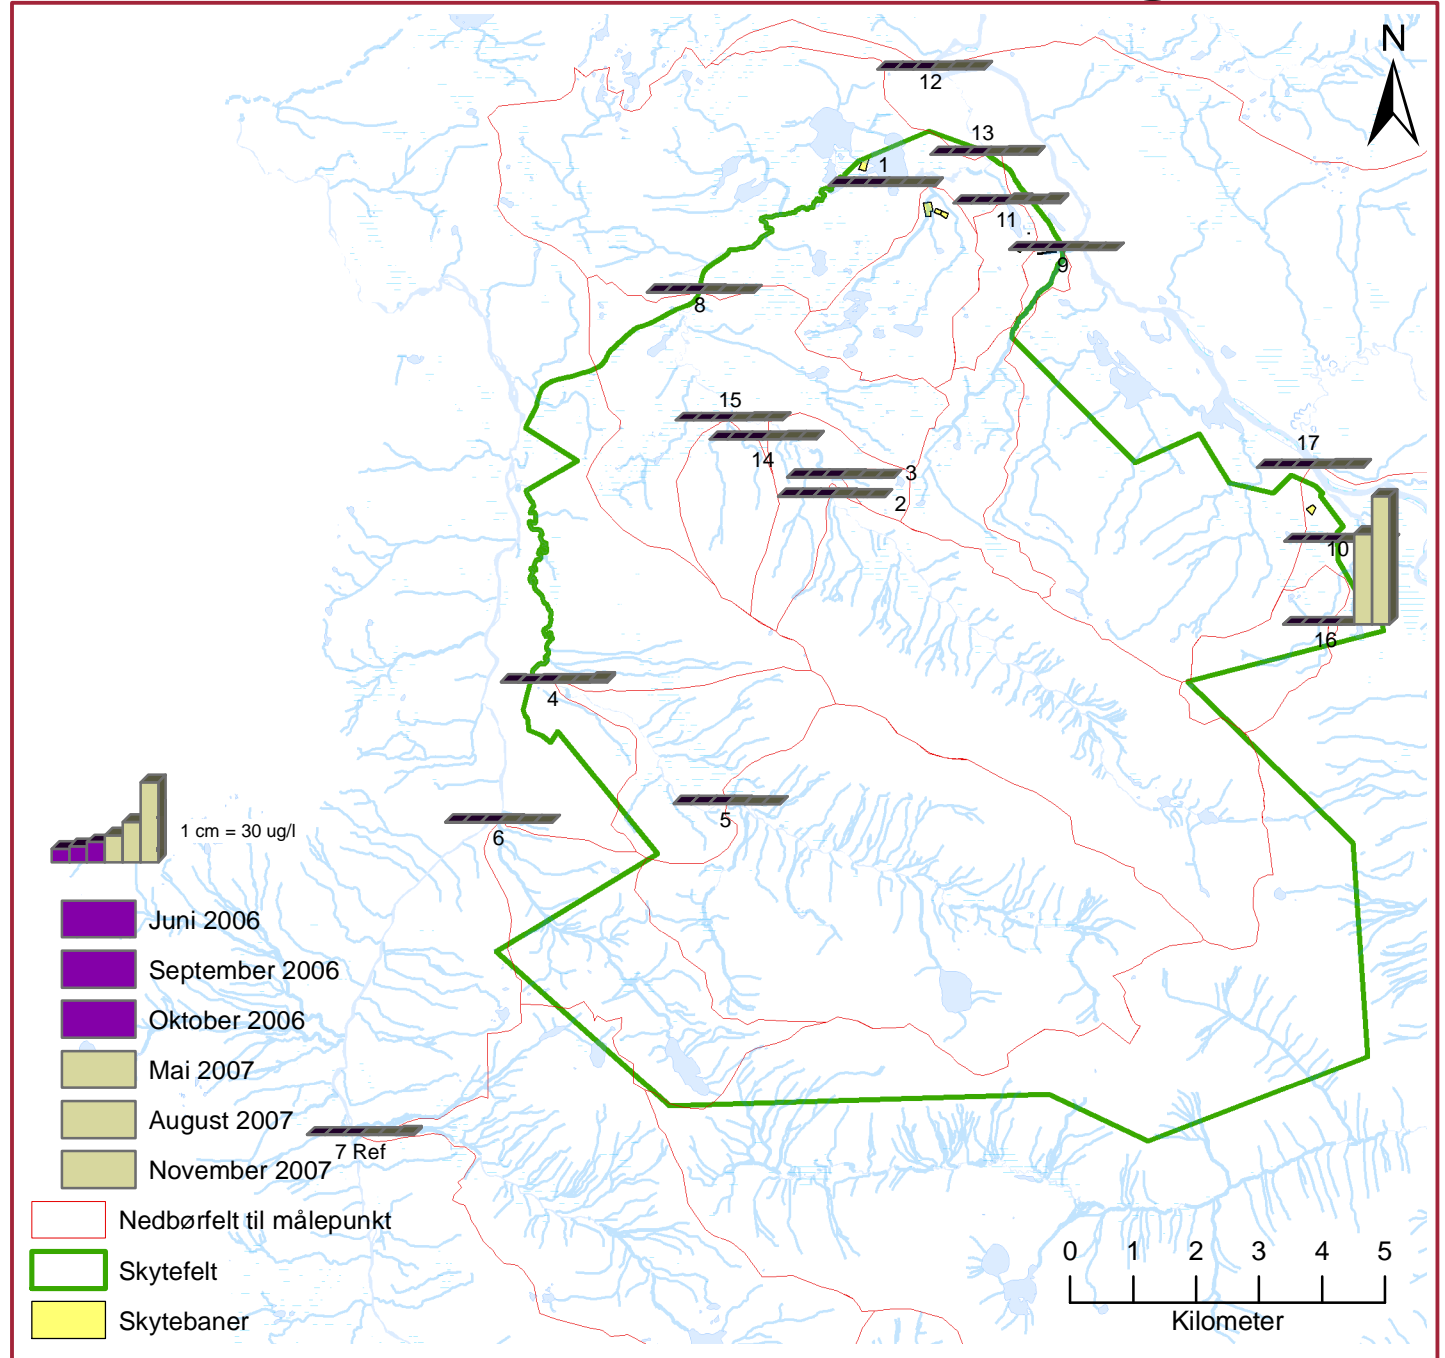 N
12
13
1
11
9
8
15
14
3
2
17
10
16
4
5
6
7 Ref
1 cm = 30 ug/l
Juni 2006
September 2006
Oktober 2006
Mai 2007
August 2007
November 2007
Nedbørfelt til målepunkt
Skytefelt
Skytebaner
0 1 2 3 4 5
Kilometer